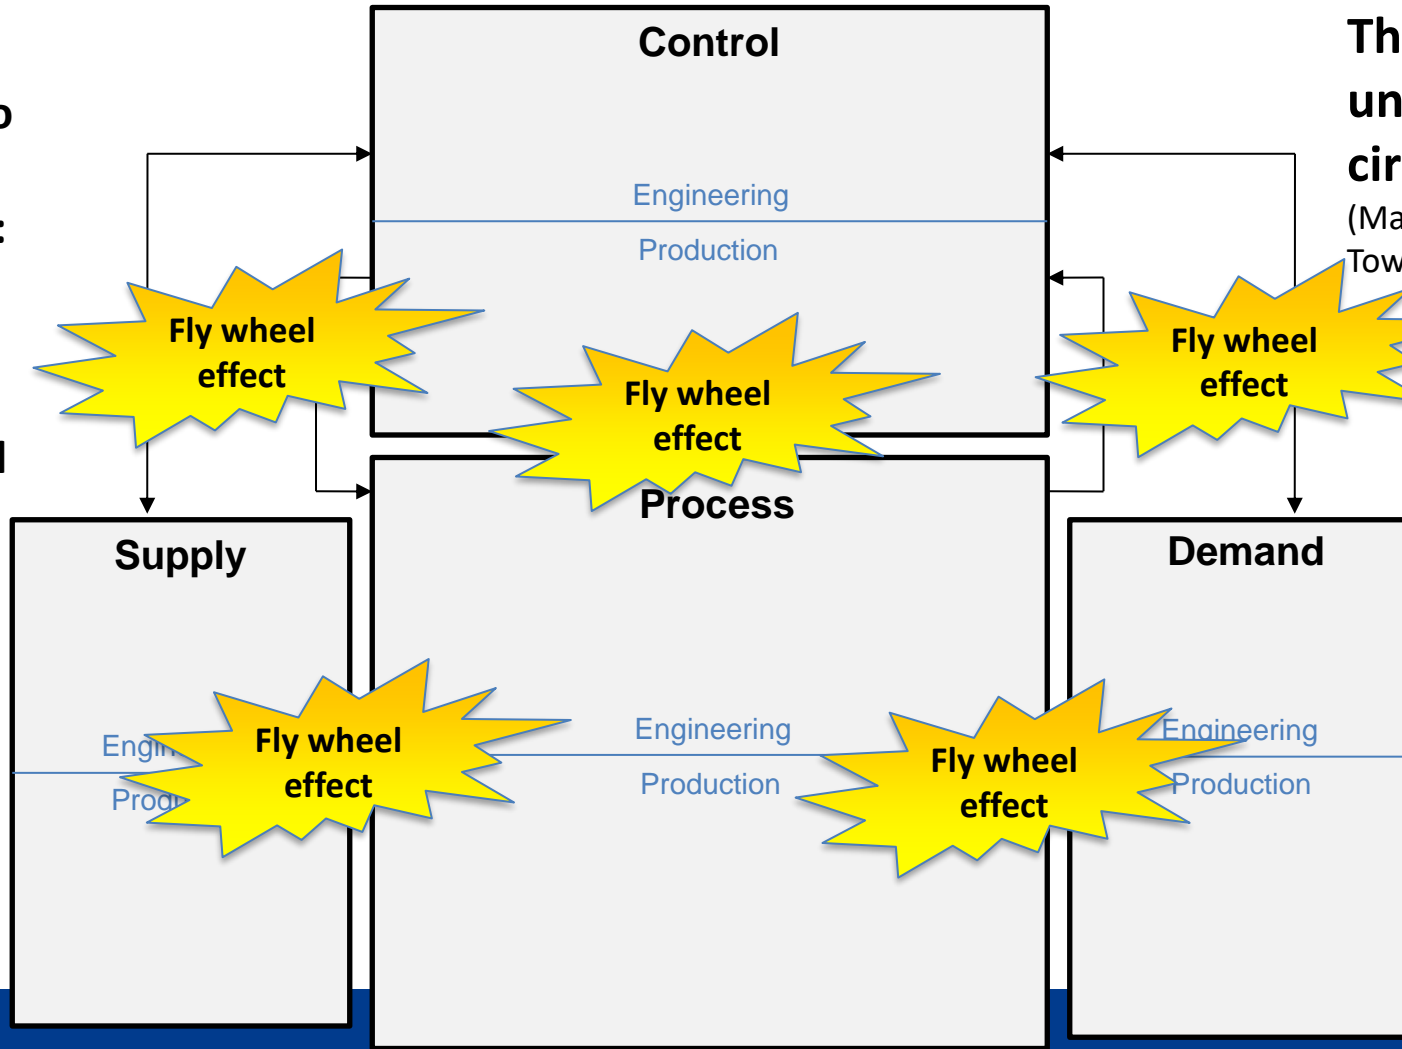 Control
Engineering
Production
Fly wheel
effect
Fly wheel
effect
Fly wheel
effect
Process
Supply
Demand
Fly wheel
effect
Engineering
Production
Fly wheel
effect
Engineering
Production